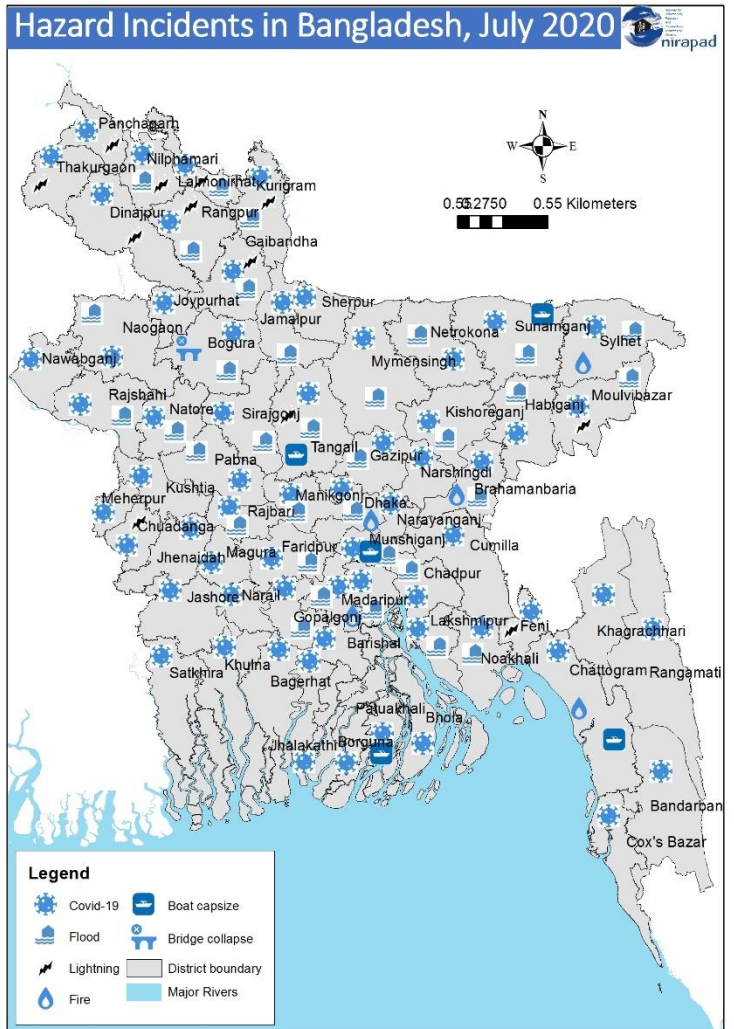 Hazard Incidents in Bangladesh, July 2020
nirapad
N
W E
S
0.55 0.2750 0.55 Kilometers
Panchagarh
Nilphamari
Thakurgaon
Lalmonirhat
Kurigram
Dinajpur
Rangpur
Gaibandha
Joypurhat
Sherpur
Jamalpur
Naogaon
Bogura
Netrokona
Sunamganj
Sylhet
Nawabganj
Mymensingh
Rajshahi
Natore
Sirajgonj
Kishoreganj
Habiganj
Moulvibazar
Pabna
Tangail
Gazipur
Narshingdi
Kushtia
Manikgonj
Brahamanbaria
Meherpur
Rajbari
Dhaka
Chuadanga
Narayanganj
Jhenaidah
Magura
Faridpur
Munshiganj
Cumilla
Chadpur
Jashore
Narail
Madaripur
Gopalgonj
Lakshmipur
Feni
Khagrachhari
Barishal
Noakhali
Satkhira
Khulna
Chattogram
Rangamati
Bagerhat
Patuakhali
Bhola
Jhalakathi
Borguna
Bandarban
Cox's Bazar
Legend
Covid-19
Boat capsize
Flood
Bridge collapse
Lightning
District boundary
Fire
Major Rivers